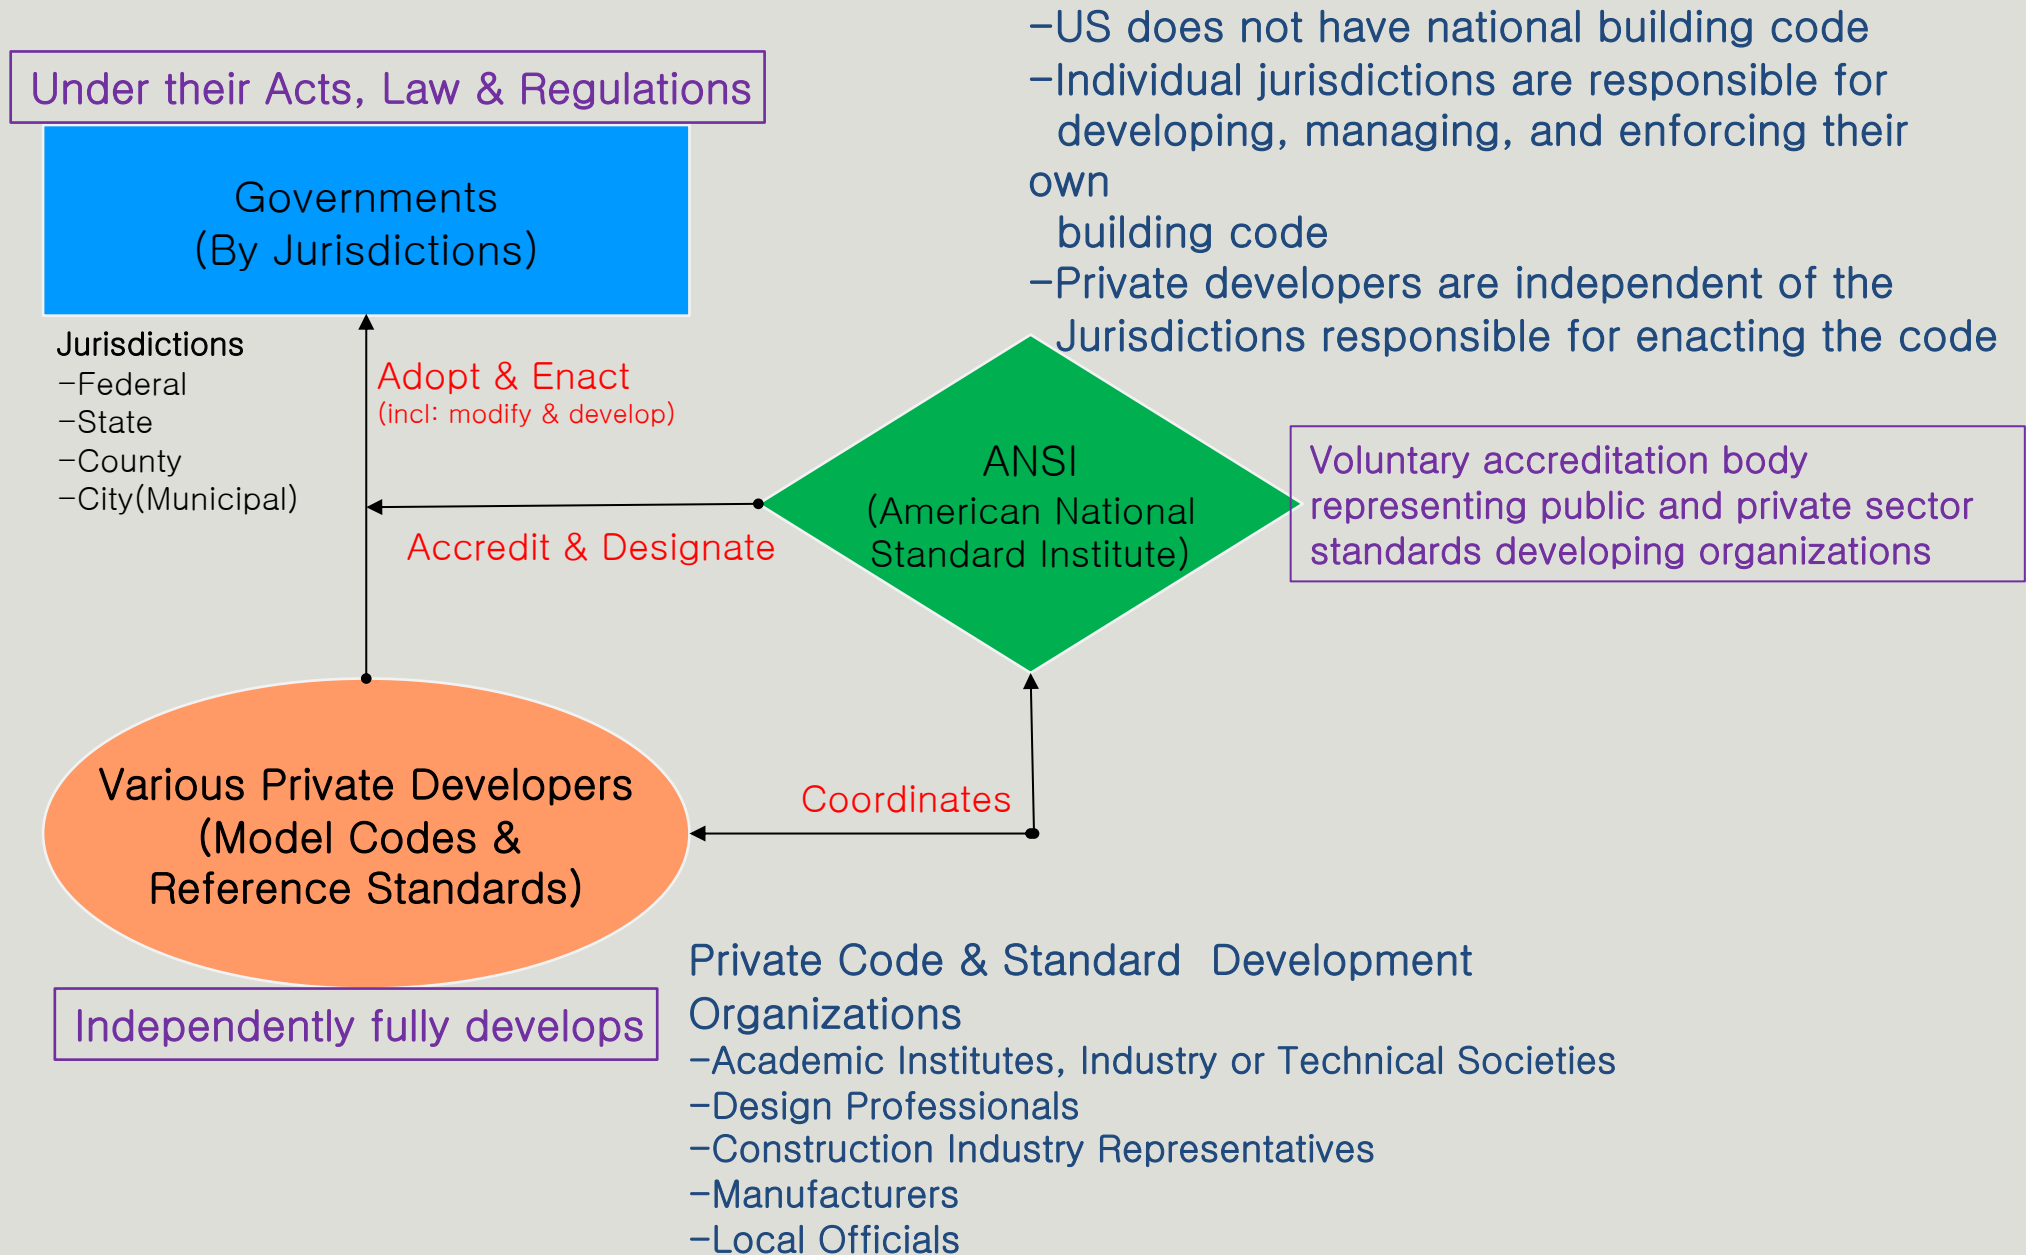 -US does not have national building code
-Individual jurisdictions are responsible for
developing, managing, and enforcing their
own
building code
-Private developers are independent of the
Jurisdictions responsible for enacting the code
Under their Acts, Law & Regulations
Governments
(By Jurisdictions)
Jurisdictions
-Federal
-State
-County
-City(Municipal)
Adopt & Enact
(incl: modify & develop)
Accredit & Designate
ANSI
(American National
Standard Institute)
Voluntary accreditation body
representing public and private sector
standards developing organizations
Coordinates
Various Private Developers
(Model Codes &
Reference Standards)
Independently fully develops
Private Code & Standard Development
Organizations
-Academic Institutes, Industry or Technical Societies
-Design Professionals
-Construction Industry Representatives
-Manufacturers
-Local Officials